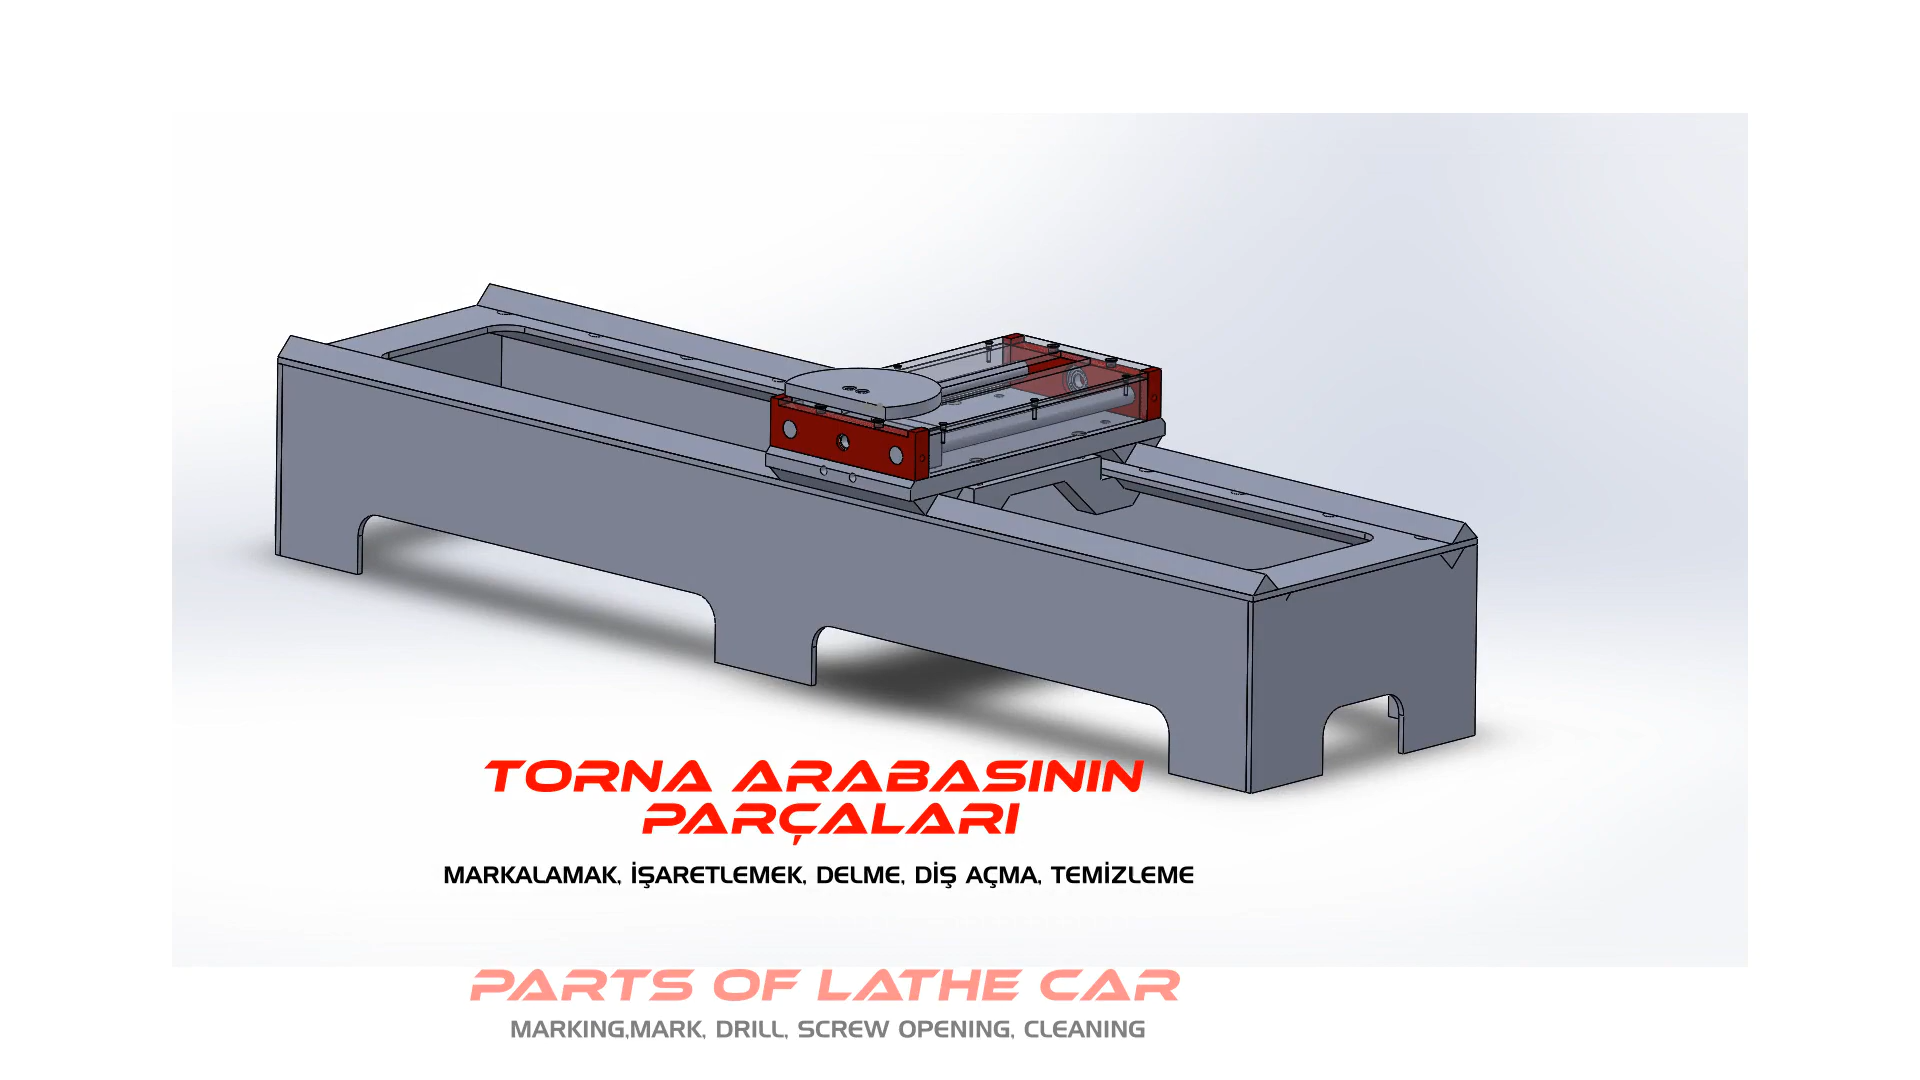 TORNA ARABASININ
PARÇALARI
MARKALAMAK, İŞARETLEMEK, DELME, DİŞ AÇMA, TEMİZLEME
PARTS OF LATHE CAR
MARKING,MARK, DRILL, SCREW OPENING, CLEANING